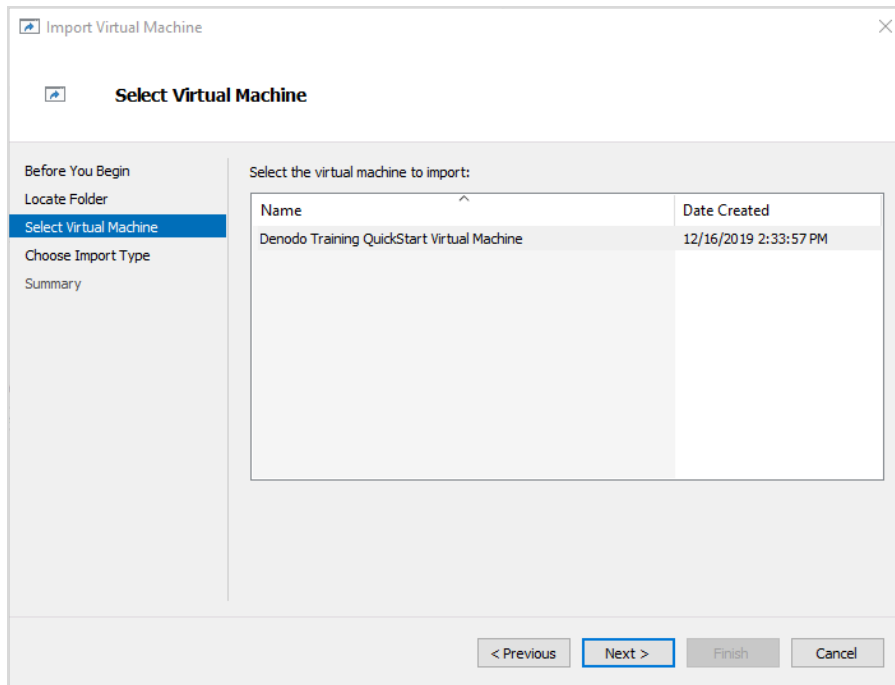 Import Virtual Machine
Select Virtual Machine
Before You Begin
Locate Folder
Select Virtual Machine
Choose Import Type
Summary
Select the virtual machine to import:
Name Date Created
Denodo Training QuickStart Virtual Machine 12/16/2019 2:33:57 PM
< Previous Next > Finish Cancel